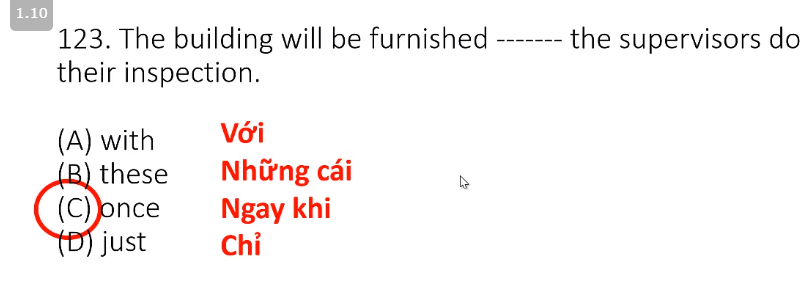 1.10
123. The building will be furnished ------- the supervisors do
their inspection.
(A) with Với
(B) these Những cái
(C) once Ngay khi
(D) just Chỉ